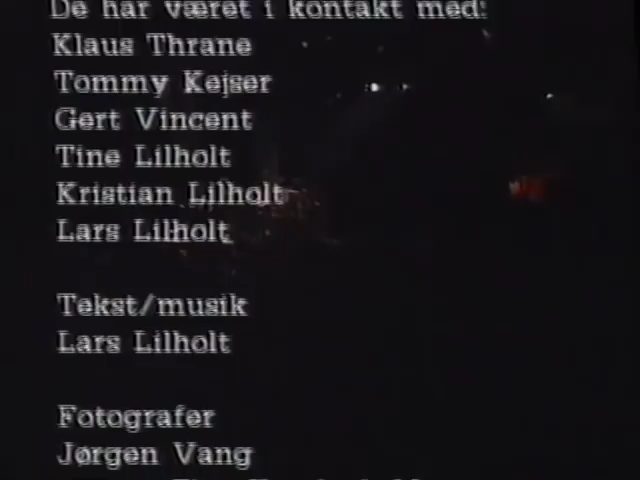 De har været i kontakt med:
Klaus Thrane
Tommy Kejser
Gert Vincent
Tine Lilholt
Kristian Lilholt
Lars Lilholt
Tekst/musik
Lars Lilholt
Fotografer
Jørgen Vang